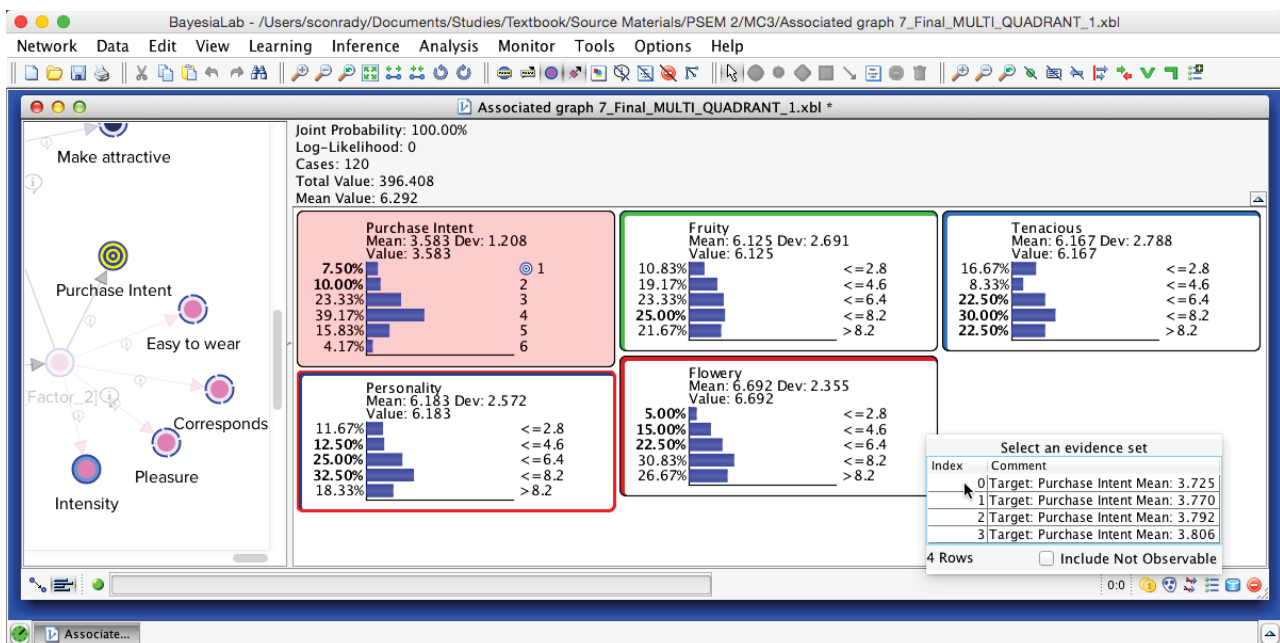 BayesiaLab - /Users/sconrady/Documents/Studies/Textbook/Source Materials/PSEM 2/MC3/Associated graph 7_Final_MULTI_QUADRANT_1.xbl
Network Data Edit View Learning Inference Analysis Monitor Tools Options Help
Associated graph 7_Final_MULTI_QUADRANT_1.xbl *
Make attractive
Purchase Intent
Easy to wear
[Factor_2]
Corresponds
Pleasure
Intensity
Joint Probability: 100.00%
Log-Likelihood: 0
Cases: 120
Total Value: 396.408
Mean Value: 6.292
Purchase Intent
Mean: 3.583 Dev: 1.208
Value: 3.583
7.50% 1
10.00% 2
23.33% 3
39.17% 4
15.83% 5
4.17% 6
Fruity
Mean: 6.125 Dev: 2.691
Value: 6.125
10.83% <=2.8
19.17% <=4.6
23.33% <=6.4
25.00% <=8.2
21.67% >8.2
Tenacious
Mean: 6.167 Dev: 2.788
Value: 6.167
16.67% <=2.8
8.33% <=4.6
22.50% <=6.4
30.00% <=8.2
22.50% >8.2
Personality
Mean: 6.183 Dev: 2.572
Value: 6.183
11.67% <=2.8
12.50% <=4.6
25.00% <=6.4
32.50% <=8.2
18.33% >8.2
Flowery
Mean: 6.692 Dev: 2.355
Value: 6.692
5.00% <=2.8
15.00% <=4.6
22.50% <=6.4
30.83% <=8.2
26.67% >8.2
Select an evidence set
Index Comment
0 Target: Purchase Intent Mean: 3.725
1 Target: Purchase Intent Mean: 3.770
2 Target: Purchase Intent Mean: 3.792
3 Target: Purchase Intent Mean: 3.806
4 Rows Include Not Observable
0:0
Associate...